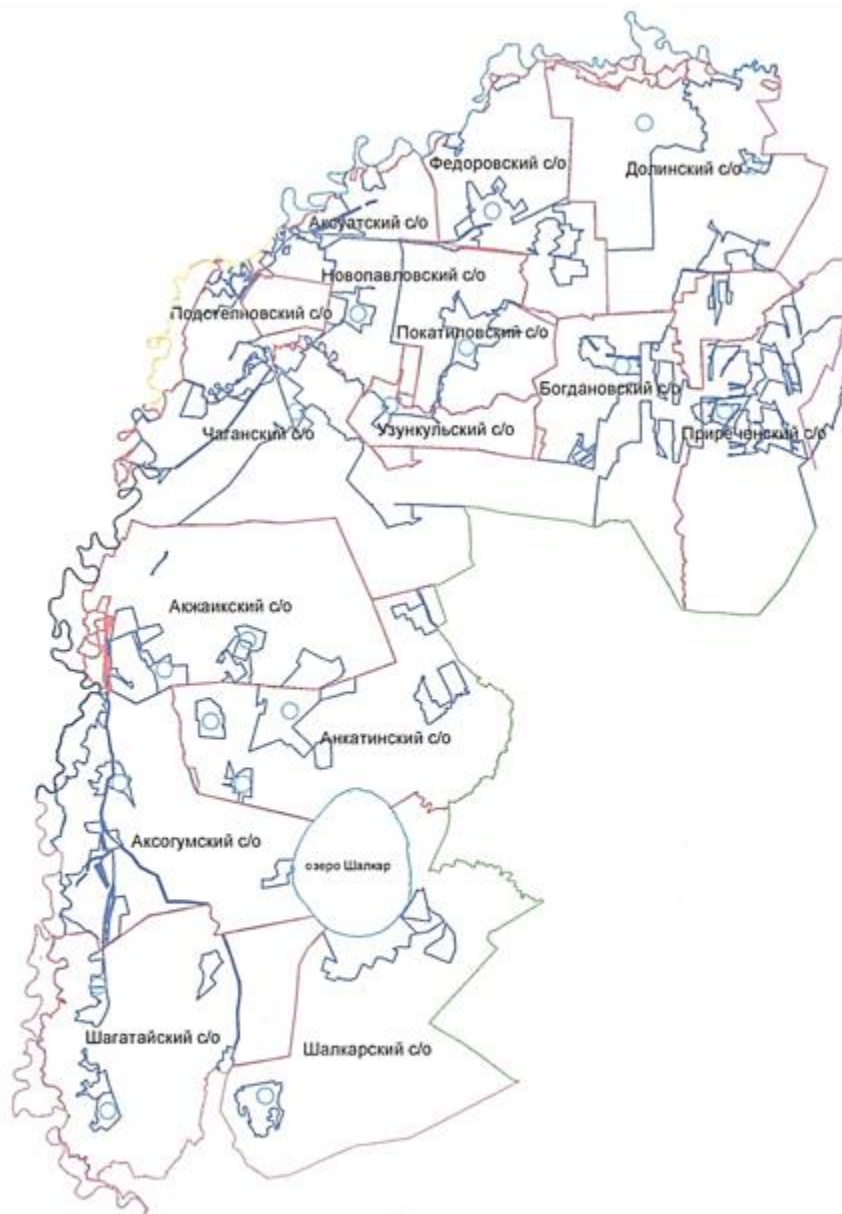 Федоровский с/о
Долинский с/о
Аксуатский с/о
Новопавловский с/о
Подстепновский с/о
Покатиловский с/о
Богдановский с/о
Чаганский с/о
Узункульский с/о
Приреченский с/о
Акжаикский с/о
Анкатинский с/о
Аксогумский с/о
озеро Шалкар
Шагатайский с/о
Шалкарский с/о